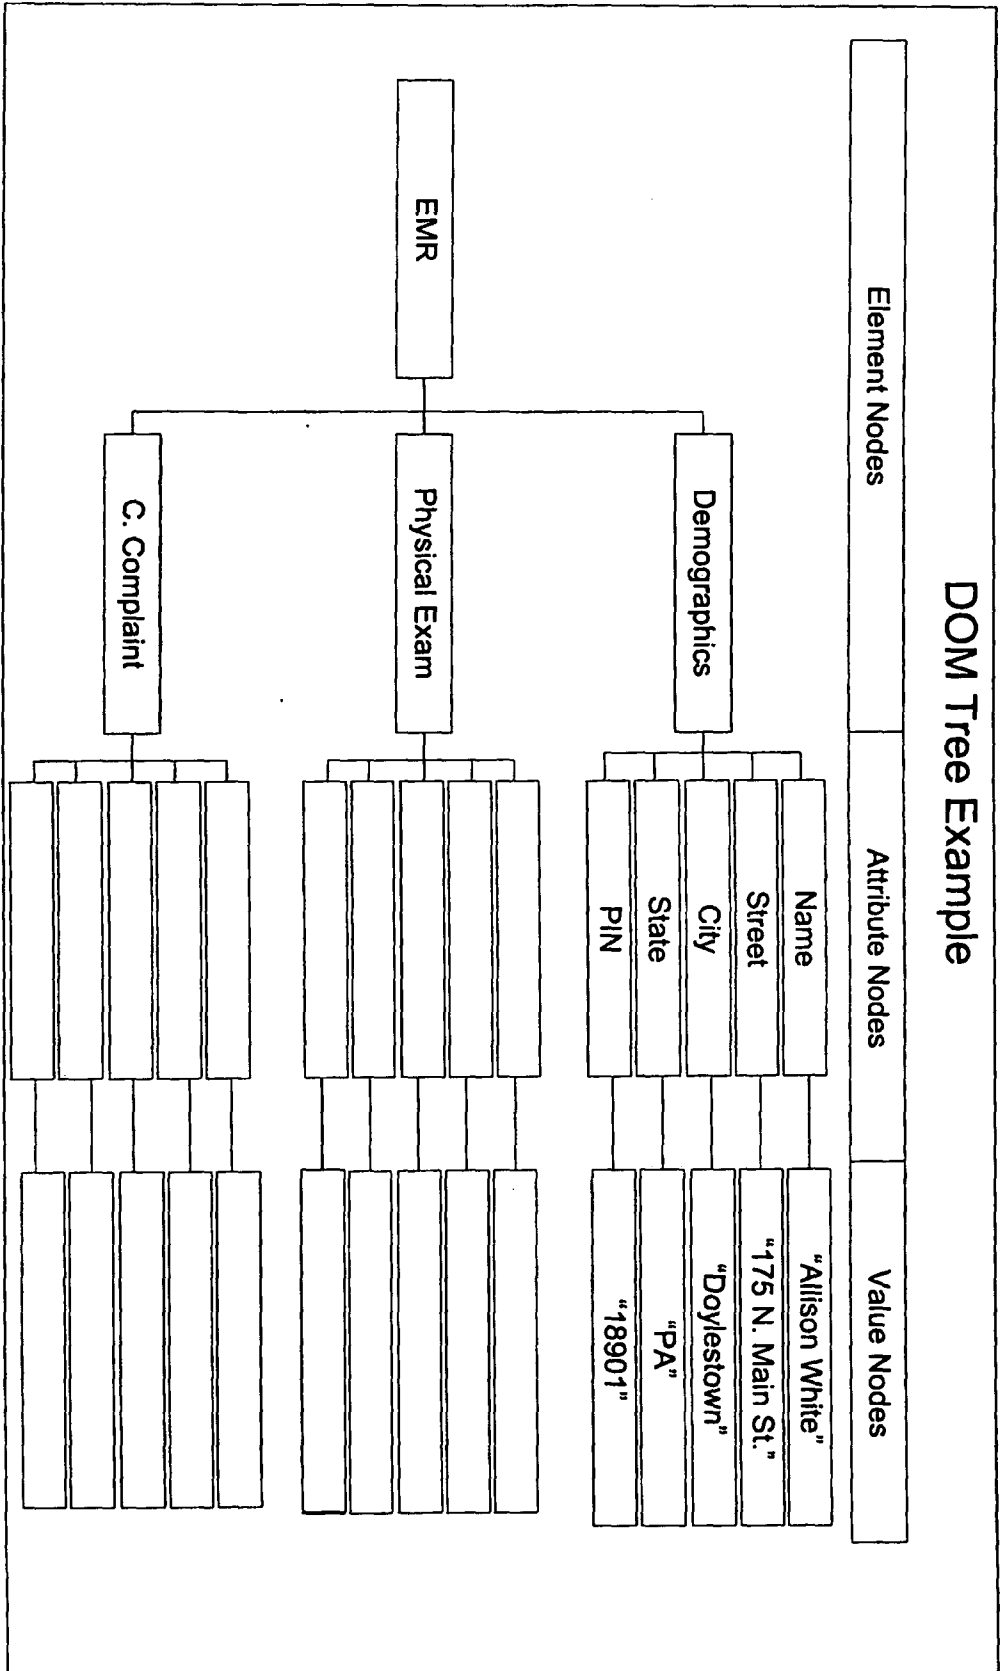 DOM Tree Example
Element Nodes
Attribute Nodes
Value Nodes
EMR
Demographics
Name
"Allison White"
Street
"175 N. Main St."
City
"Doylestown"
State
"PA"
PIN
"18901"
Physical Exam
C. Complaint